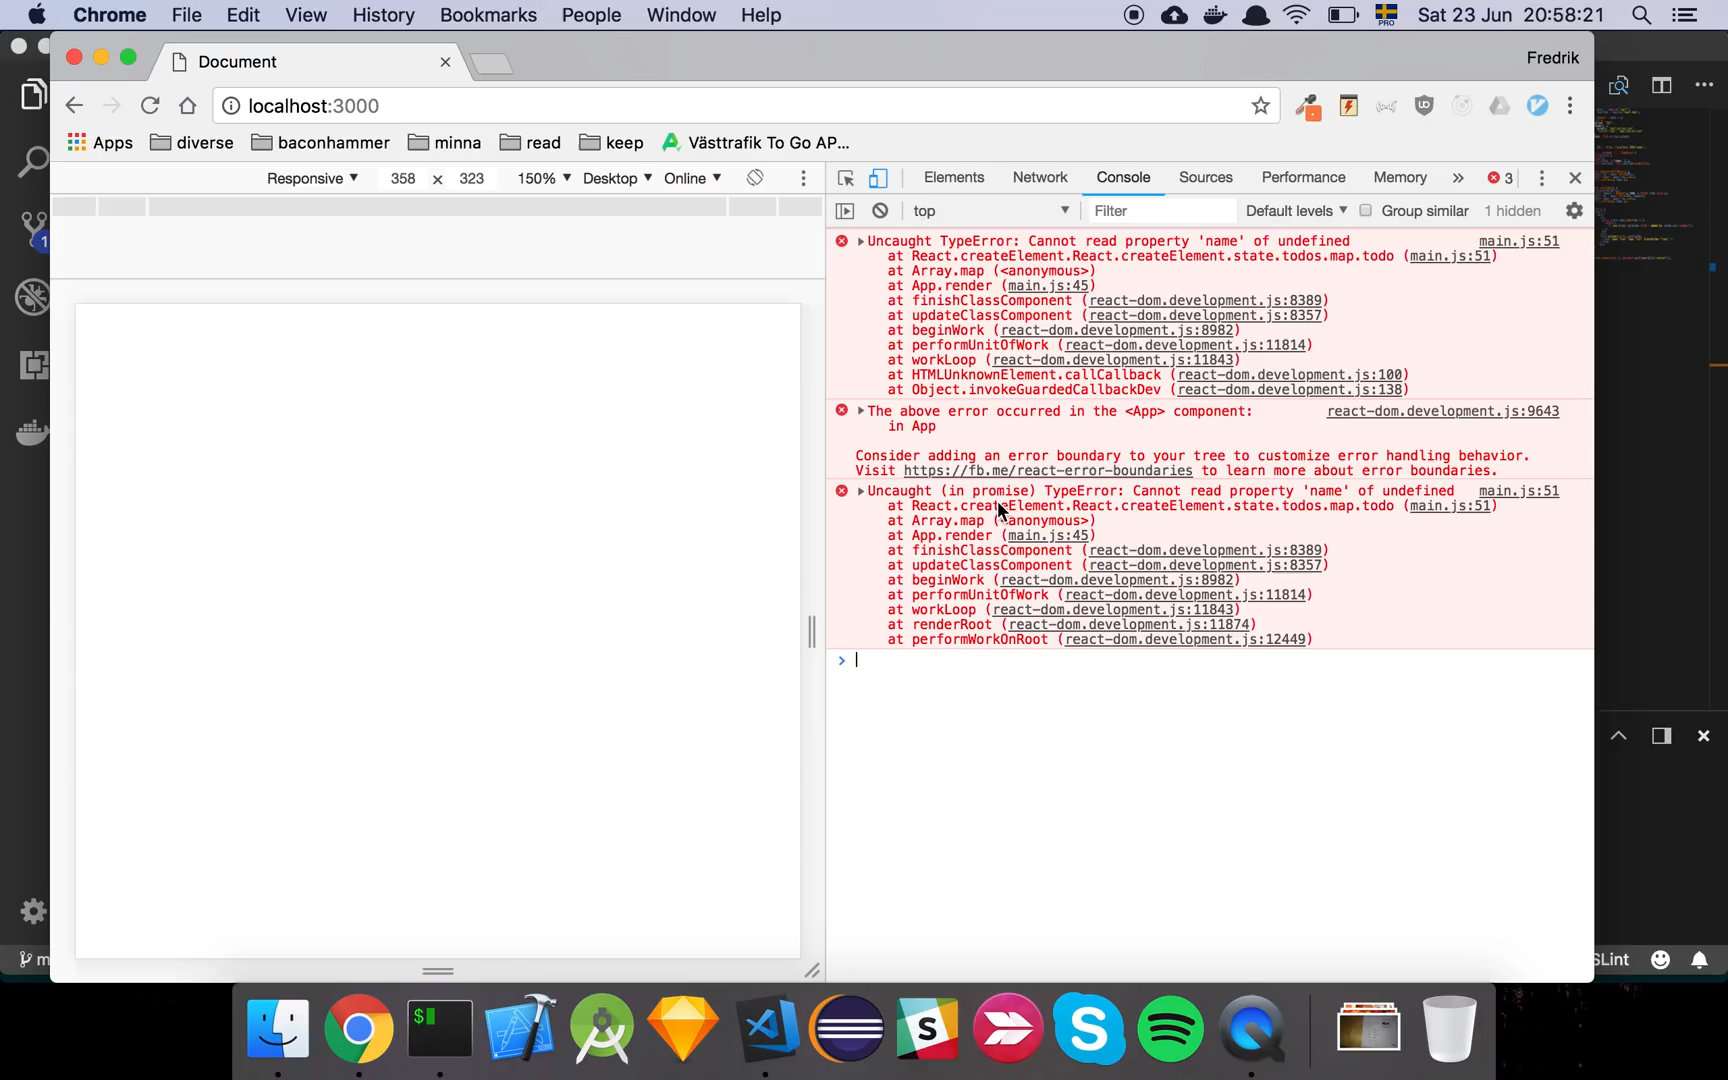 Chrome File Edit View History Bookmarks People Window Help PRO Sat 23 Jun 20:58:21
Document Fredrik
localhost:3000
Apps diverse baconhammer minna read keep Västtrafik To Go AP...
Responsive 358 × 323 150% Desktop Online
Elements Network Console Sources Performance Memory » 3
top Filter Default levels Group similar 1 hidden
Uncaught TypeError: Cannot read property 'name' of undefined main.js:51
at React.createElement.React.createElement.state.todos.map.todo (main.js:51)
at Array.map (<anonymous>)
at App.render (main.js:45)
at finishClassComponent (react-dom.development.js:8389)
at updateClassComponent (react-dom.development.js:8357)
at beginWork (react-dom.development.js:8982)
at performUnitOfWork (react-dom.development.js:11814)
at workLoop (react-dom.development.js:11843)
at HTMLUnknownElement.callCallback (react-dom.development.js:100)
at Object.invokeGuardedCallbackDev (react-dom.development.js:138)
The above error occurred in the <App> component: react-dom.development.js:9643
in App
Consider adding an error boundary to your tree to customize error handling behavior.
Visit https://fb.me/react-error-boundaries to learn more about error boundaries.
Uncaught (in promise) TypeError: Cannot read property 'name' of undefined main.js:51
at React.createElement.React.createElement.state.todos.map.todo (main.js:51)
at Array.map (<anonymous>)
at App.render (main.js:45)
at finishClassComponent (react-dom.development.js:8389)
at updateClassComponent (react-dom.development.js:8357)
at beginWork (react-dom.development.js:8982)
at performUnitOfWork (react-dom.development.js:11814)
at workLoop (react-dom.development.js:11843)
at renderRoot (react-dom.development.js:11874)
at performWorkOnRoot (react-dom.development.js:12449)
>
1
m
SLint
$
S